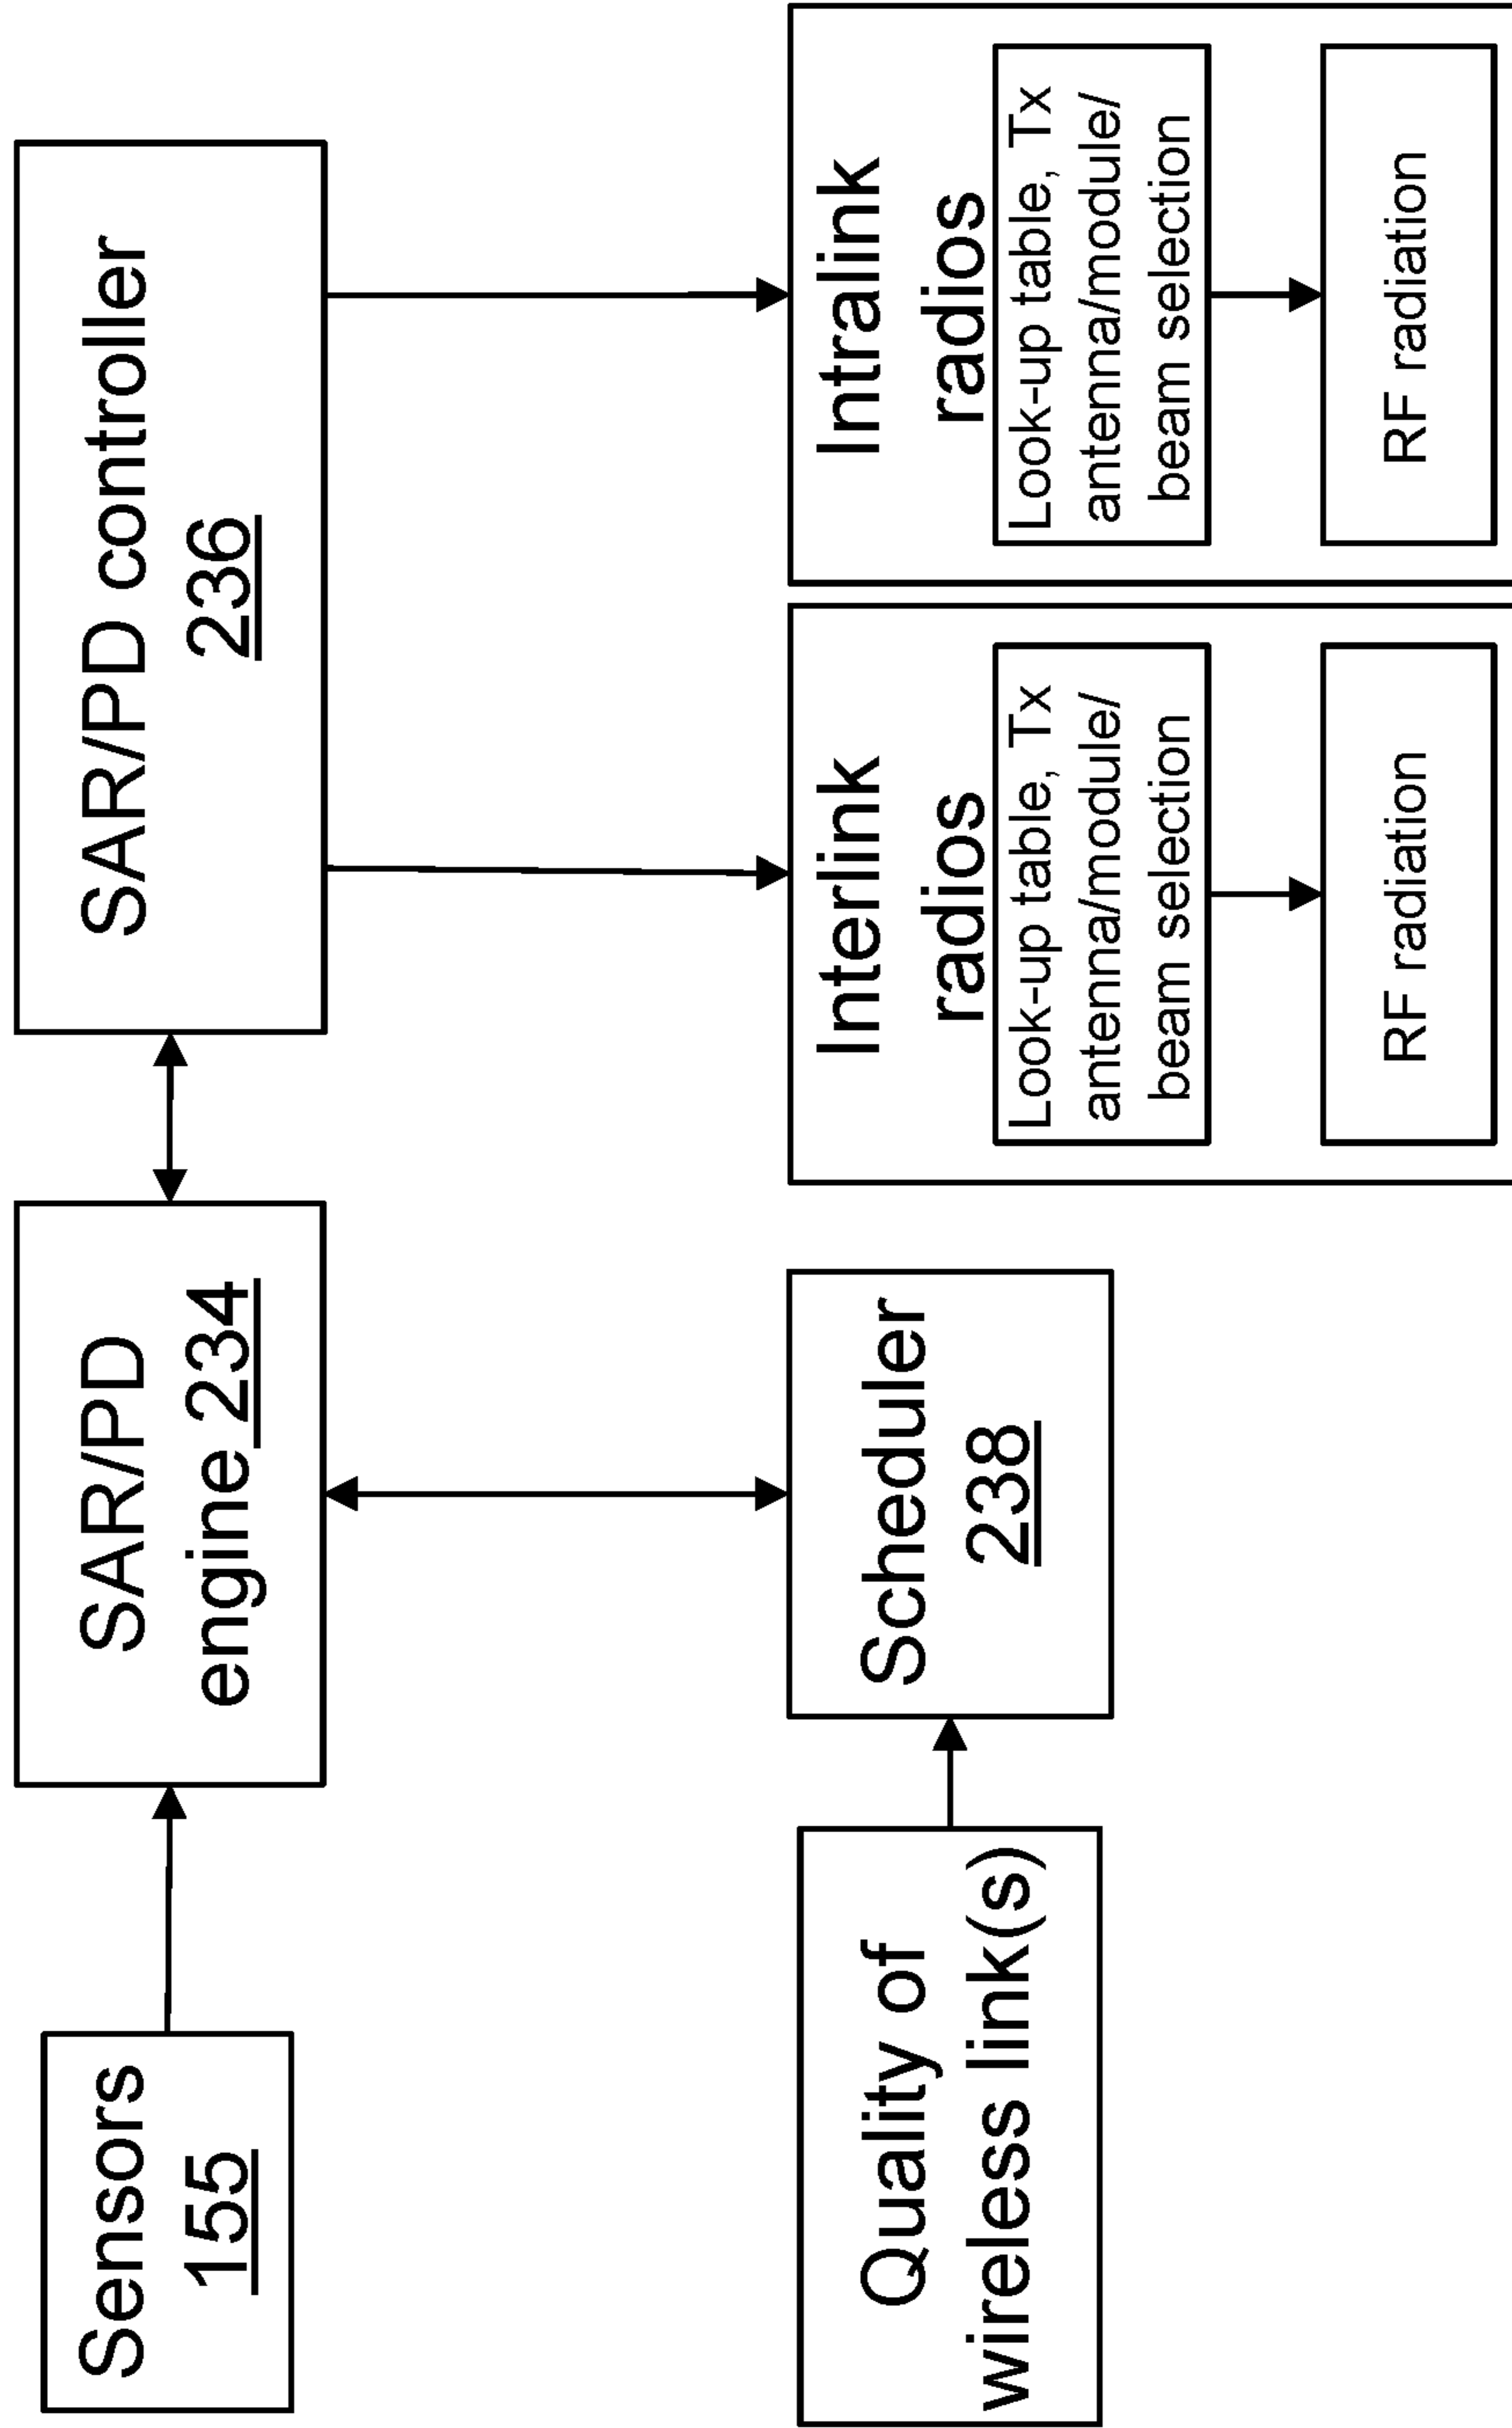 Sensors
155
SAR/PD
engine 234
SAR/PD controller
236
Quality of
wireless link(s)
Scheduler
238
Interlink
radios
Look-up table, Tx
antenna/module/
beam selection
RF radiation
Intralink
radios
Look-up table, Tx
antenna/module/
beam selection
RF radiation